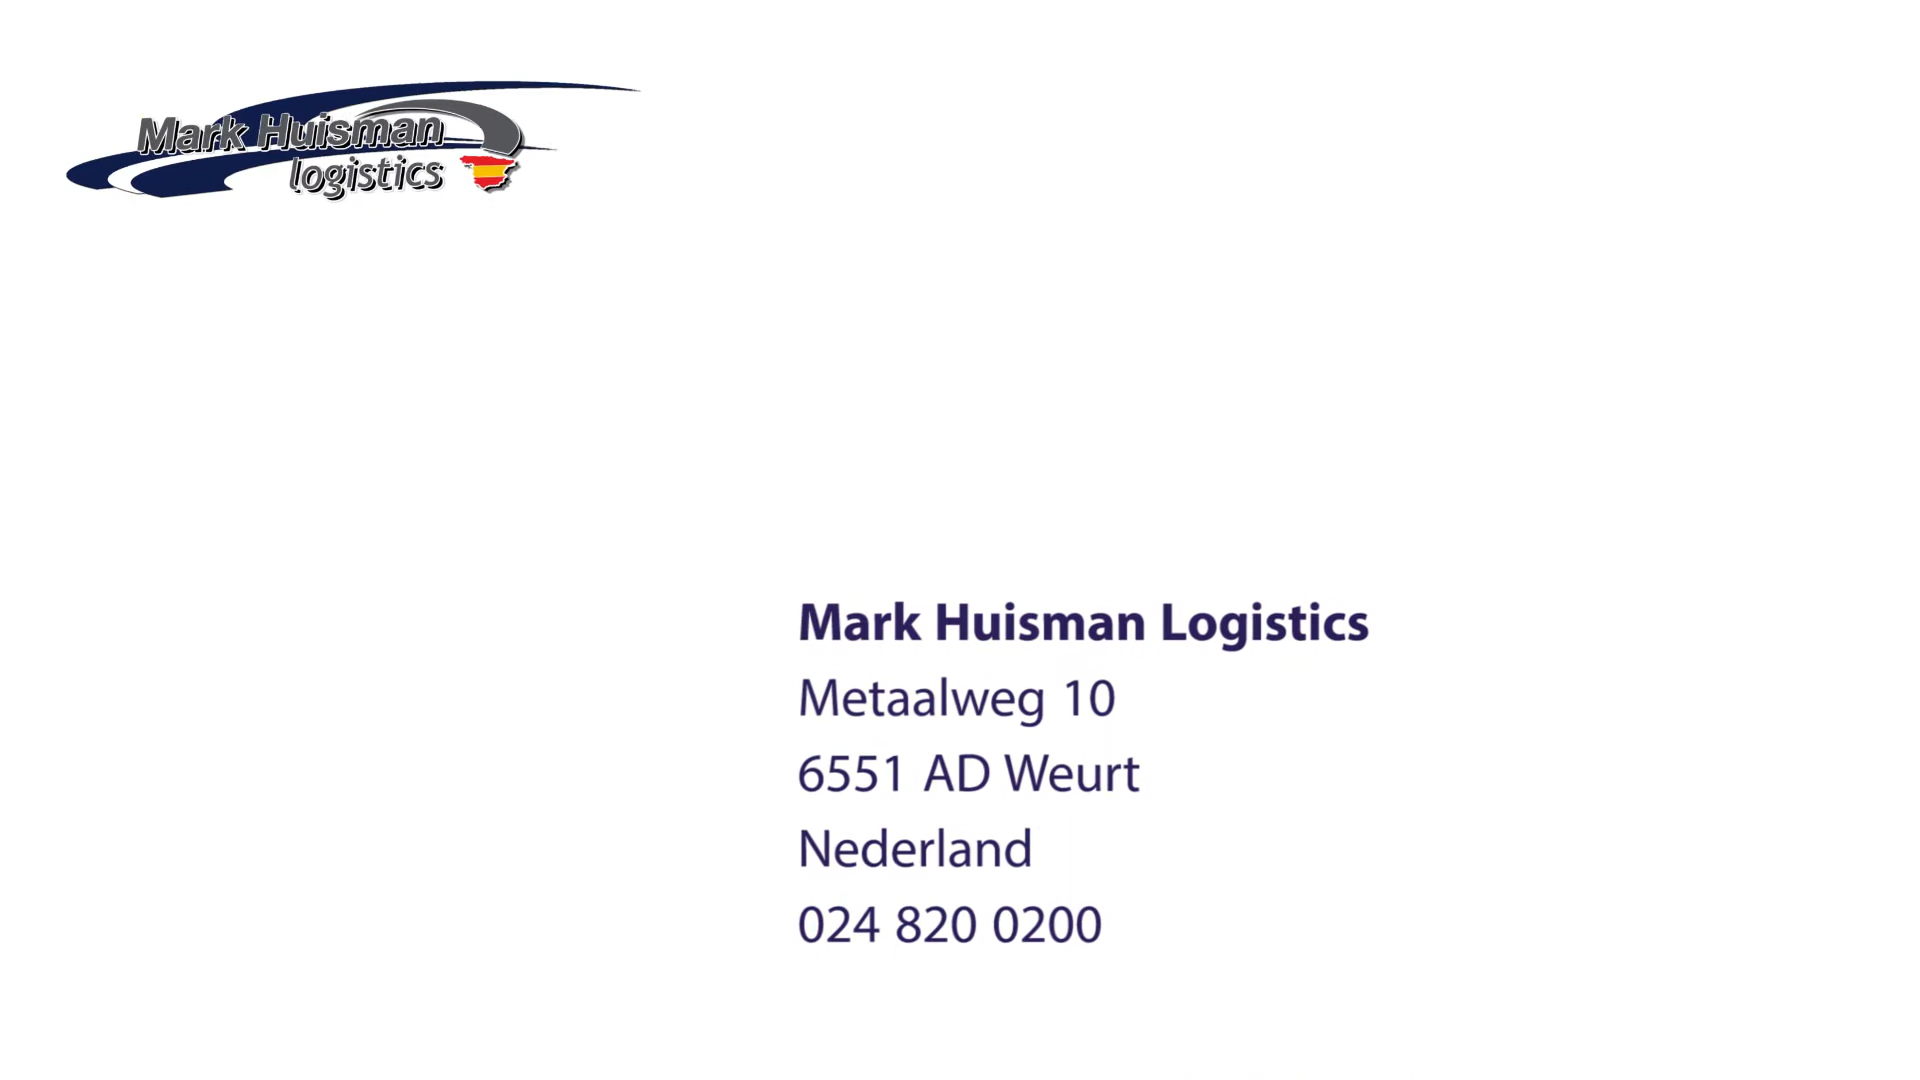 Mark Huisman
logistics
Mark Huisman Logistics
Metaalweg 10
6551 AD Weurt
Nederland
024 820 0200